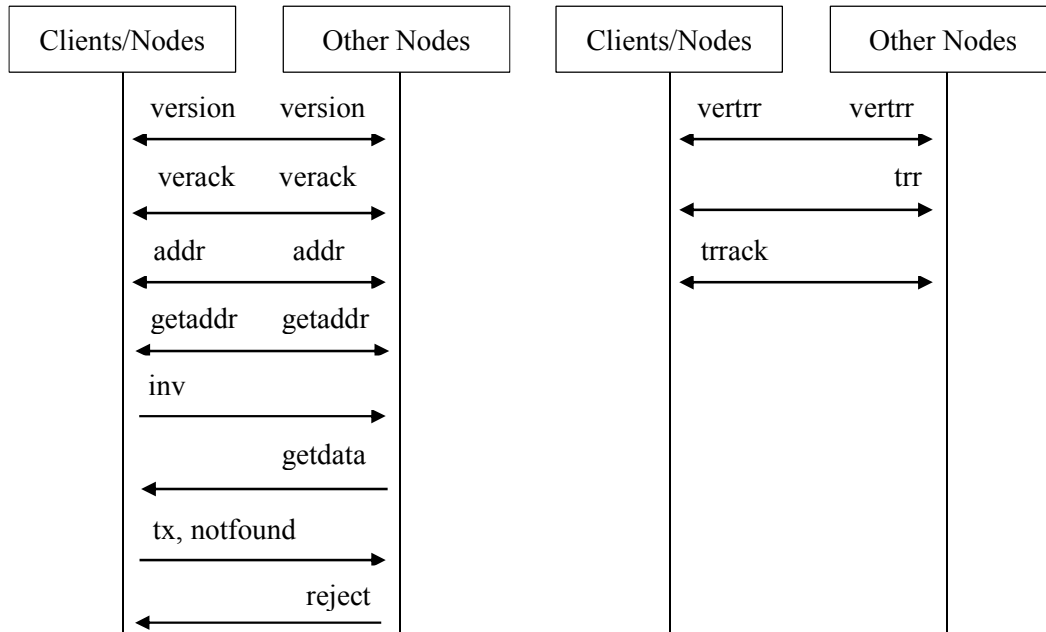 Clients/Nodes Other Nodes
version version
verack verack
addr addr
getaddr getaddr
inv
getdata
tx, notfound
reject
Clients/Nodes Other Nodes
vertrr vertrr
trr
trrack